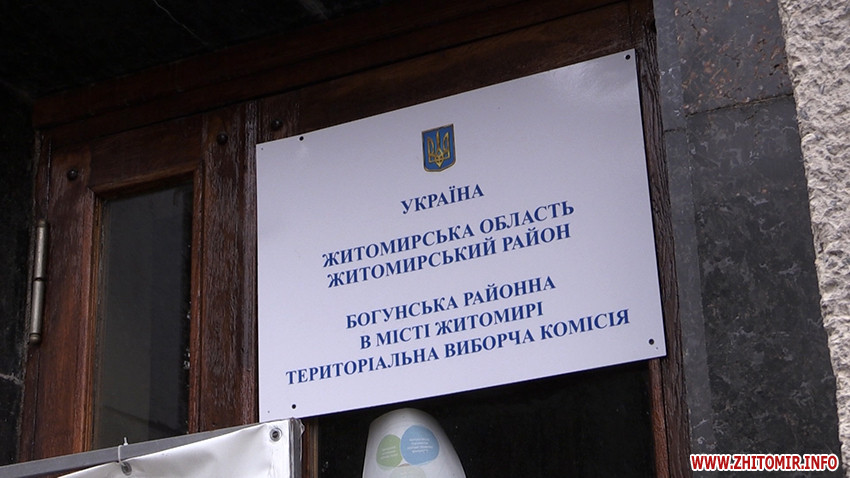 УКРАЇНА
ЖИТОМИРСЬКА ОБЛАСТЬ
ЖИТОМИРСЬКИЙ РАЙОН
БОГУНСЬКА РАЙОННА
В МІСТІ ЖИТОМИРІ
ТЕРИТОРІАЛЬНА ВИБОРЧА КОМІСІЯ
WWW.ZHITOMIR.INFO